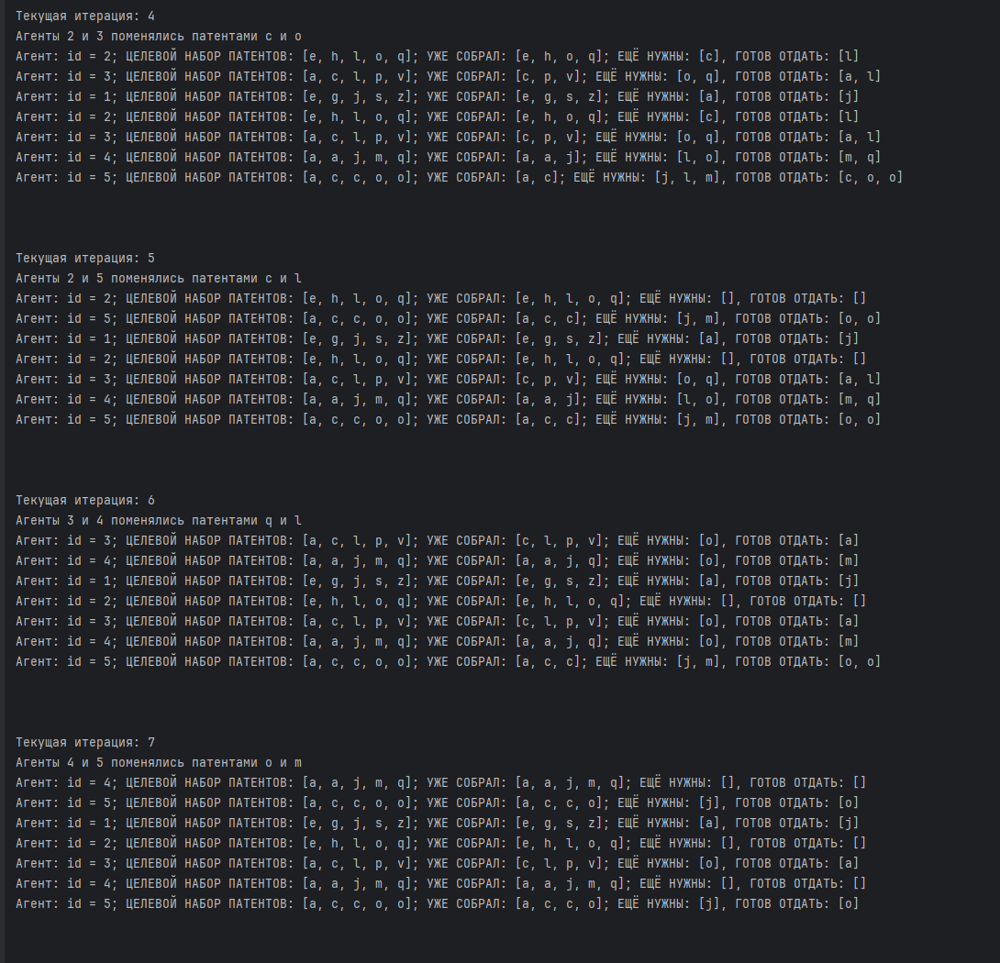 Текущая итерация: 4
Агенты 2 и 3 поменялись патентами c и o
Агент: id = 2; ЦЕЛЕВОЙ НАБОР ПАТЕНТОВ: [e, h, l, o, q]; УЖЕ СОБРАЛ: [e, h, o, q]; ЕЩЁ НУЖНЫ: [c], ГОТОВ ОТДАТЬ: [l]
Агент: id = 3; ЦЕЛЕВОЙ НАБОР ПАТЕНТОВ: [a, c, l, p, v]; УЖЕ СОБРАЛ: [c, p, v]; ЕЩЁ НУЖНЫ: [o, q], ГОТОВ ОТДАТЬ: [a, l]
Агент: id = 1; ЦЕЛЕВОЙ НАБОР ПАТЕНТОВ: [e, g, j, s, z]; УЖЕ СОБРАЛ: [e, g, s, z]; ЕЩЁ НУЖНЫ: [a], ГОТОВ ОТДАТЬ: [j]
Агент: id = 2; ЦЕЛЕВОЙ НАБОР ПАТЕНТОВ: [e, h, l, o, q]; УЖЕ СОБРАЛ: [e, h, o, q]; ЕЩЁ НУЖНЫ: [c], ГОТОВ ОТДАТЬ: [l]
Агент: id = 3; ЦЕЛЕВОЙ НАБОР ПАТЕНТОВ: [a, c, l, p, v]; УЖЕ СОБРАЛ: [c, p, v]; ЕЩЁ НУЖНЫ: [o, q], ГОТОВ ОТДАТЬ: [a, l]
Агент: id = 4; ЦЕЛЕВОЙ НАБОР ПАТЕНТОВ: [a, a, j, m, q]; УЖЕ СОБРАЛ: [a, a, j]; ЕЩЁ НУЖНЫ: [l, o], ГОТОВ ОТДАТЬ: [m, q]
Агент: id = 5; ЦЕЛЕВОЙ НАБОР ПАТЕНТОВ: [a, c, c, o, o]; УЖЕ СОБРАЛ: [a, c]; ЕЩЁ НУЖНЫ: [j, l, m], ГОТОВ ОТДАТЬ: [c, o, o]
Текущая итерация: 5
Агенты 2 и 5 поменялись патентами c и l
Агент: id = 2; ЦЕЛЕВОЙ НАБОР ПАТЕНТОВ: [e, h, l, o, q]; УЖЕ СОБРАЛ: [e, h, l, o, q]; ЕЩЁ НУЖНЫ: [], ГОТОВ ОТДАТЬ: []
Агент: id = 5; ЦЕЛЕВОЙ НАБОР ПАТЕНТОВ: [a, c, c, o, o]; УЖЕ СОБРАЛ: [a, c, c]; ЕЩЁ НУЖНЫ: [j, m], ГОТОВ ОТДАТЬ: [o, o]
Агент: id = 1; ЦЕЛЕВОЙ НАБОР ПАТЕНТОВ: [e, g, j, s, z]; УЖЕ СОБРАЛ: [e, g, s, z]; ЕЩЁ НУЖНЫ: [a], ГОТОВ ОТДАТЬ: [j]
Агент: id = 2; ЦЕЛЕВОЙ НАБОР ПАТЕНТОВ: [e, h, l, o, q]; УЖЕ СОБРАЛ: [e, h, l, o, q]; ЕЩЁ НУЖНЫ: [], ГОТОВ ОТДАТЬ: []
Агент: id = 3; ЦЕЛЕВОЙ НАБОР ПАТЕНТОВ: [a, c, l, p, v]; УЖЕ СОБРАЛ: [c, p, v]; ЕЩЁ НУЖНЫ: [o, q], ГОТОВ ОТДАТЬ: [a, l]
Агент: id = 4; ЦЕЛЕВОЙ НАБОР ПАТЕНТОВ: [a, a, j, m, q]; УЖЕ СОБРАЛ: [a, a, j]; ЕЩЁ НУЖНЫ: [l, o], ГОТОВ ОТДАТЬ: [m, q]
Агент: id = 5; ЦЕЛЕВОЙ НАБОР ПАТЕНТОВ: [a, c, c, o, o]; УЖЕ СОБРАЛ: [a, c, c]; ЕЩЁ НУЖНЫ: [j, m], ГОТОВ ОТДАТЬ: [o, o]
Текущая итерация: 6
Агенты 3 и 4 поменялись патентами q и l
Агент: id = 3; ЦЕЛЕВОЙ НАБОР ПАТЕНТОВ: [a, c, l, p, v]; УЖЕ СОБРАЛ: [c, l, p, v]; ЕЩЁ НУЖНЫ: [o], ГОТОВ ОТДАТЬ: [a]
Агент: id = 4; ЦЕЛЕВОЙ НАБОР ПАТЕНТОВ: [a, a, j, m, q]; УЖЕ СОБРАЛ: [a, a, j, q]; ЕЩЁ НУЖНЫ: [o], ГОТОВ ОТДАТЬ: [m]
Агент: id = 1; ЦЕЛЕВОЙ НАБОР ПАТЕНТОВ: [e, g, j, s, z]; УЖЕ СОБРАЛ: [e, g, s, z]; ЕЩЁ НУЖНЫ: [a], ГОТОВ ОТДАТЬ: [j]
Агент: id = 2; ЦЕЛЕВОЙ НАБОР ПАТЕНТОВ: [e, h, l, o, q]; УЖЕ СОБРАЛ: [e, h, l, o, q]; ЕЩЁ НУЖНЫ: [], ГОТОВ ОТДАТЬ: []
Агент: id = 3; ЦЕЛЕВОЙ НАБОР ПАТЕНТОВ: [a, c, l, p, v]; УЖЕ СОБРАЛ: [c, l, p, v]; ЕЩЁ НУЖНЫ: [o], ГОТОВ ОТДАТЬ: [a]
Агент: id = 4; ЦЕЛЕВОЙ НАБОР ПАТЕНТОВ: [a, a, j, m, q]; УЖЕ СОБРАЛ: [a, a, j, q]; ЕЩЁ НУЖНЫ: [o], ГОТОВ ОТДАТЬ: [m]
Агент: id = 5; ЦЕЛЕВОЙ НАБОР ПАТЕНТОВ: [a, c, c, o, o]; УЖЕ СОБРАЛ: [a, c, c]; ЕЩЁ НУЖНЫ: [j, m], ГОТОВ ОТДАТЬ: [o, o]
Текущая итерация: 7
Агенты 4 и 5 поменялись патентами o и m
Агент: id = 4; ЦЕЛЕВОЙ НАБОР ПАТЕНТОВ: [a, a, j, m, q]; УЖЕ СОБРАЛ: [a, a, j, m, q]; ЕЩЁ НУЖНЫ: [], ГОТОВ ОТДАТЬ: []
Агент: id = 5; ЦЕЛЕВОЙ НАБОР ПАТЕНТОВ: [a, c, c, o, o]; УЖЕ СОБРАЛ: [a, c, c, o]; ЕЩЁ НУЖНЫ: [j], ГОТОВ ОТДАТЬ: [o]
Агент: id = 1; ЦЕЛЕВОЙ НАБОР ПАТЕНТОВ: [e, g, j, s, z]; УЖЕ СОБРАЛ: [e, g, s, z]; ЕЩЁ НУЖНЫ: [a], ГОТОВ ОТДАТЬ: [j]
Агент: id = 2; ЦЕЛЕВОЙ НАБОР ПАТЕНТОВ: [e, h, l, o, q]; УЖЕ СОБРАЛ: [e, h, l, o, q]; ЕЩЁ НУЖНЫ: [], ГОТОВ ОТДАТЬ: []
Агент: id = 3; ЦЕЛЕВОЙ НАБОР ПАТЕНТОВ: [a, c, l, p, v]; УЖЕ СОБРАЛ: [c, l, p, v]; ЕЩЁ НУЖНЫ: [o], ГОТОВ ОТДАТЬ: [a]
Агент: id = 4; ЦЕЛЕВОЙ НАБОР ПАТЕНТОВ: [a, a, j, m, q]; УЖЕ СОБРАЛ: [a, a, j, m, q]; ЕЩЁ НУЖНЫ: [], ГОТОВ ОТДАТЬ: []
Агент: id = 5; ЦЕЛЕВОЙ НАБОР ПАТЕНТОВ: [a, c, c, o, o]; УЖЕ СОБРАЛ: [a, c, c, o]; ЕЩЁ НУЖНЫ: [j], ГОТОВ ОТДАТЬ: [o]